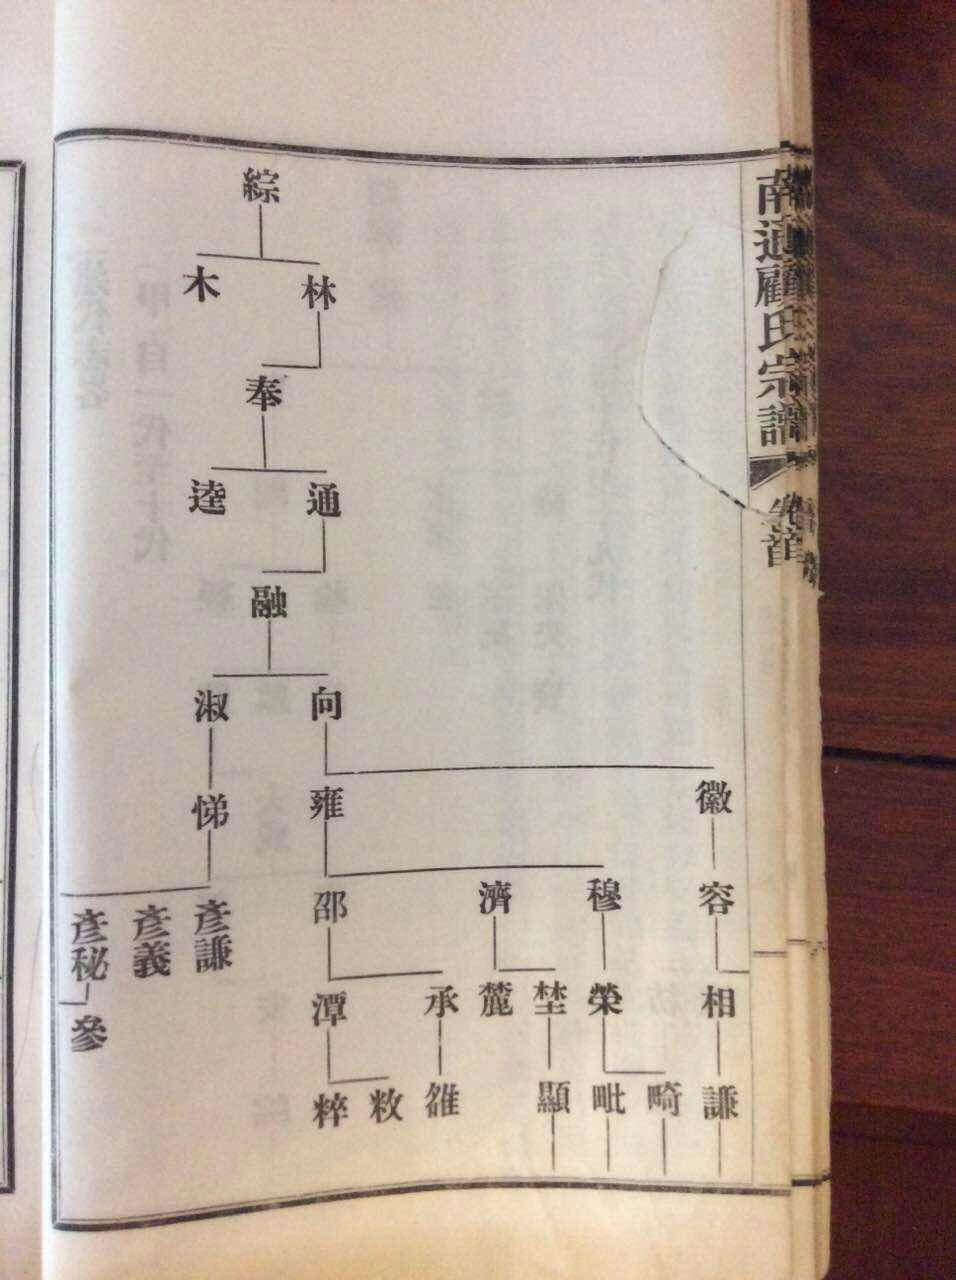 南通顧氏宗譜
卷首
綜
林 木
奉
通 逵
融
向 淑
徽 雍 悌
容 穆 濟 邵 彥謙 彥義 彥秘
相 榮 埜 麓 承 潭 參
謙 畸 毗 顯 雒 敉 粹